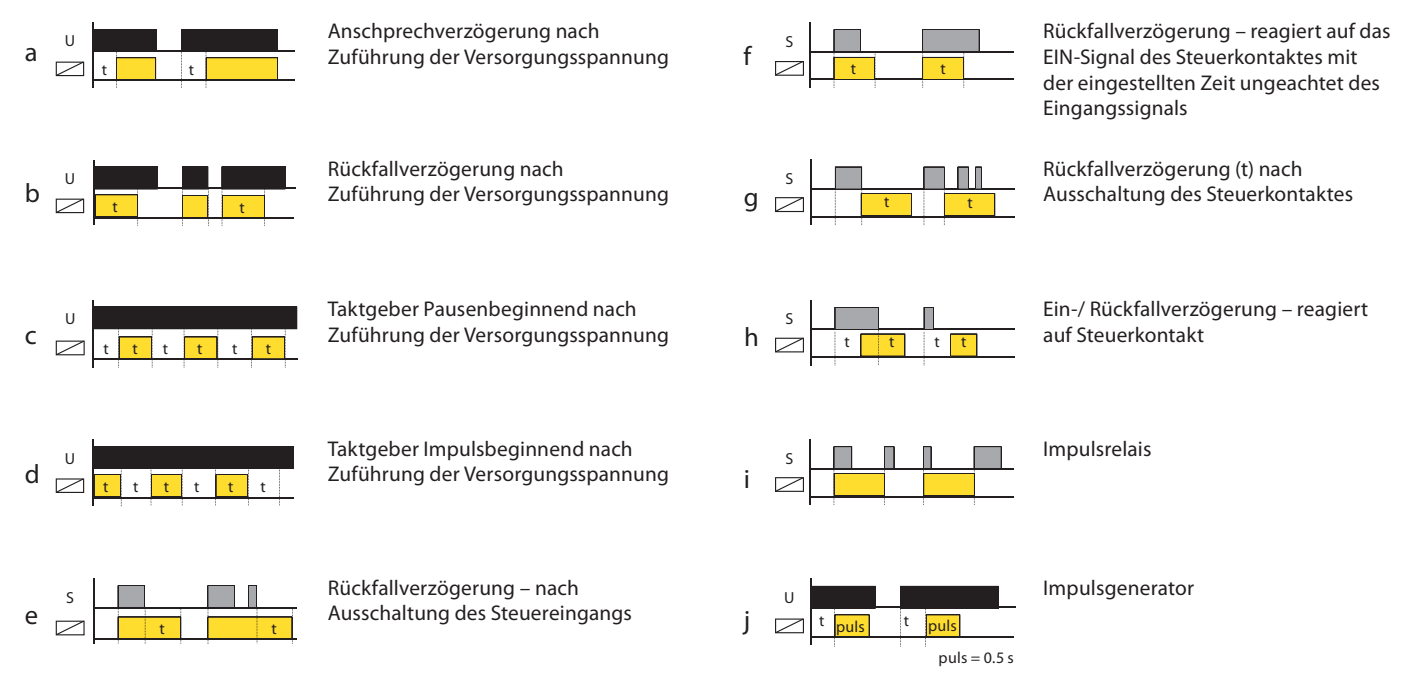 a
U
t
t
Anschprechverzögerung nach
Zuführung der Versorgungsspannung
b
U
t
t
Rückfallverzögerung nach
Zuführung der Versorgungsspannung
c
U
t t t t t t
Taktgeber Pausenbeginnend nach
Zuführung der Versorgungsspannung
d
U
t t t t t t
Taktgeber Impulsbeginnend nach
Zuführung der Versorgungsspannung
e
S
t t
Rückfallverzögerung – nach
Ausschaltung des Steuereingangs
f
S
t t
Rückfallverzögerung – reagiert auf das
EIN-Signal des Steuerkontaktes mit
der eingestellten Zeit ungeachtet des
Eingangssignals
g
S
t t
Rückfallverzögerung (t) nach
Ausschaltung des Steuerkontaktes
h
S
t t t t
Ein-/ Rückfallverzögerung – reagiert
auf Steuerkontakt
i
S
Impulsrelais
j
U
t puls t puls
puls = 0.5 s
Impulsgenerator